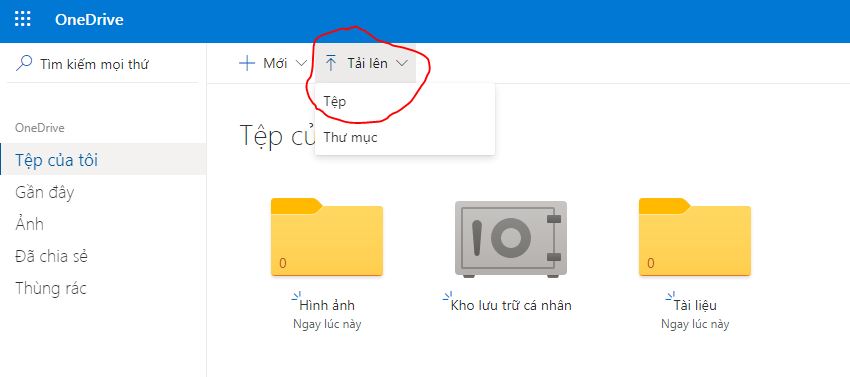 OneDrive
Tìm kiếm mọi thứ
Mới
Tải lên
Tệp
Thư mục
OneDrive
Tệp của tôi
Gần đây
Ảnh
Đã chia sẻ
Thùng rác
Tệp củ
0
0
Hình ảnh
Kho lưu trữ cá nhân
Tài liệu
Ngay lúc này
Ngay lúc này